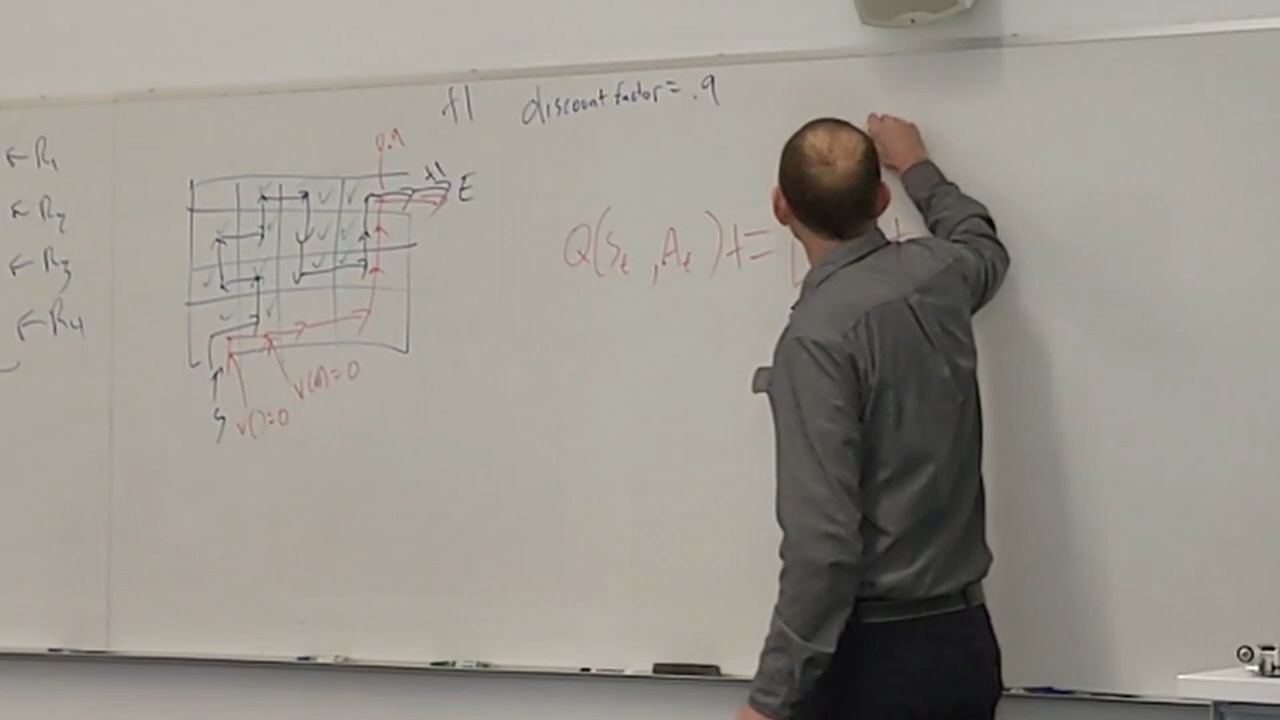 +1 discount factor = .9
←R₁
←R₂
←R₃
←R₄
0.9
+1 E
Q(Sₜ, Aₜ) += [
V(A)=0
S V( )=0